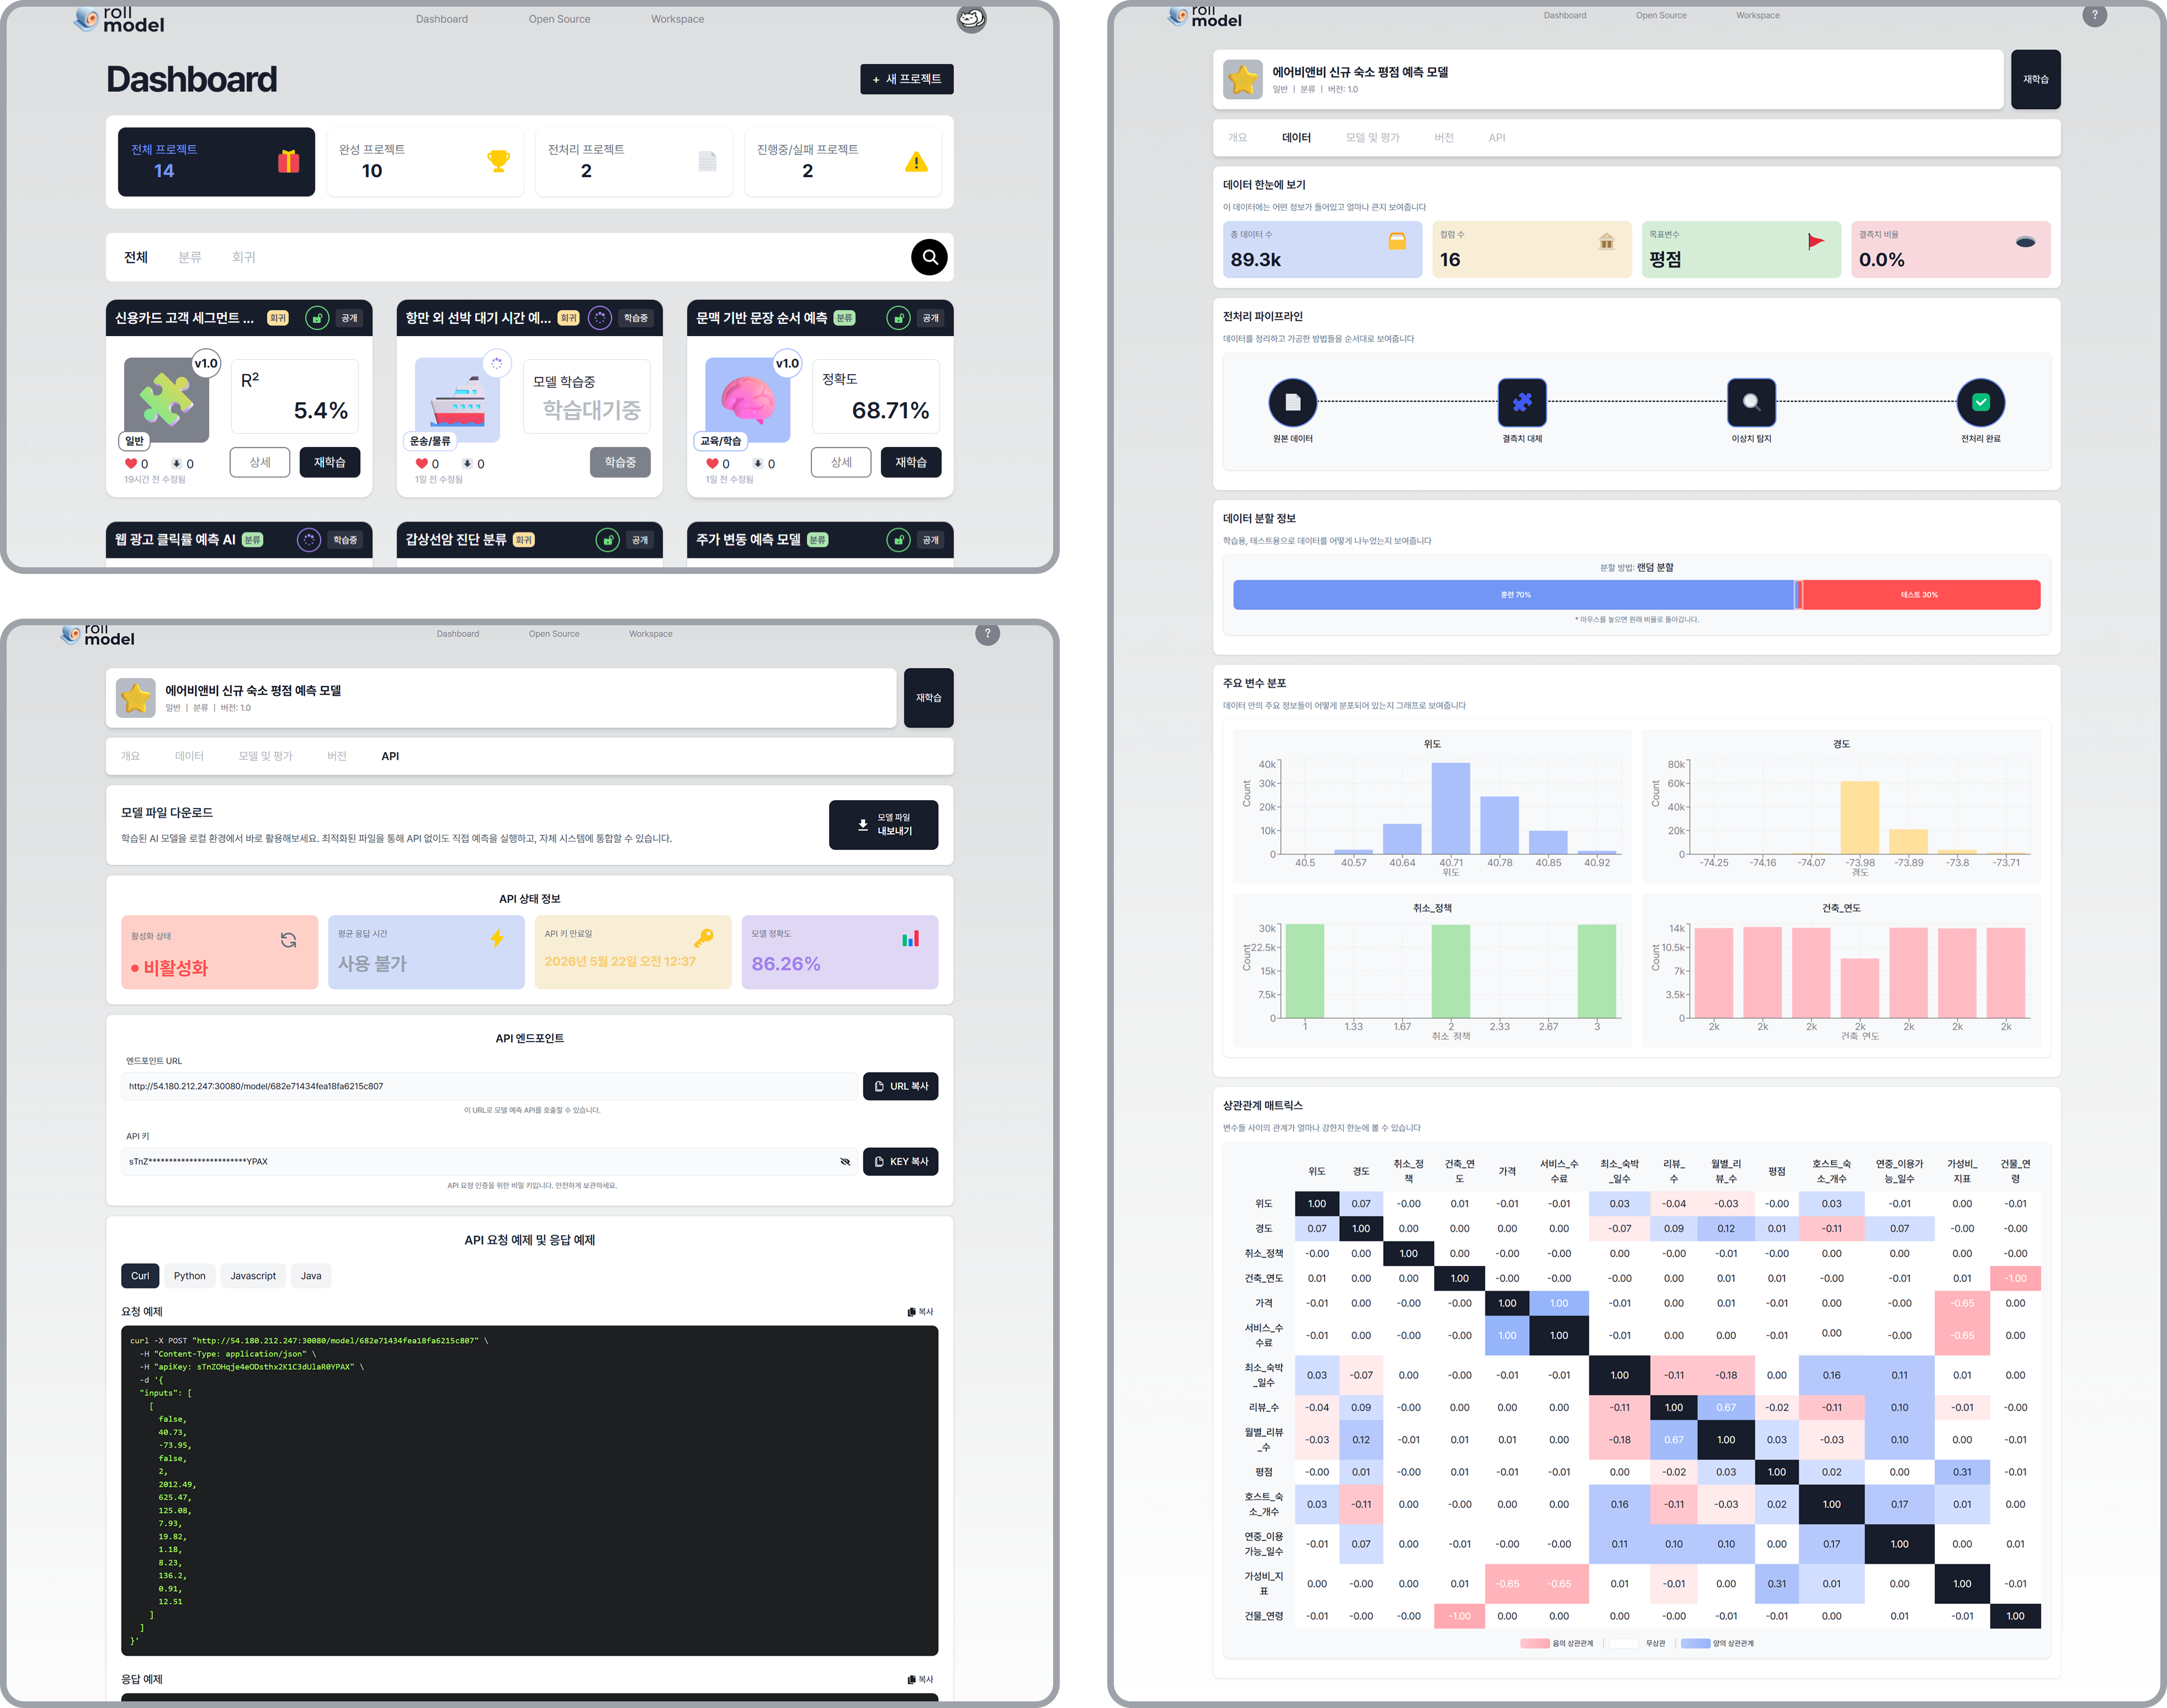 roll
model
Dashboard
Open Source
Workspace
Dashboard
+ 새 프로젝트
전체 프로젝트
14
완성 프로젝트
10
전처리 프로젝트
2
진행중/실패 프로젝트
2
전체
분류
회귀
신용카드 고객 세그먼트 ...
회귀
공개
v1.0
일반
R²
5.4%
0
0
19시간 전 수정됨
상세
재학습
항만 외 선박 대기 시간 예...
회귀
학습중
운송/물류
모델 학습중
학습대기중
0
0
1일 전 수정됨
학습중
문맥 기반 문장 순서 예측
분류
공개
v1.0
교육/학습
정확도
68.71%
0
0
1일 전 수정됨
상세
재학습
웹 광고 클릭률 예측 AI
분류
학습중
갑상선암 진단 분류
회귀
공개
주가 변동 예측 모델
분류
공개
roll
model
Dashboard
Open Source
Workspace
?
에어비앤비 신규 숙소 평점 예측 모델
일반 | 분류 | 버전: 1.0
재학습
개요
데이터
모델 및 평가
버전
API
모델 파일 다운로드
학습된 AI 모델을 로컬 환경에서 바로 활용해보세요. 최적화된 파일을 통해 API 없이도 직접 예측을 실행하고, 자체 시스템에 통합할 수 있습니다.
모델 파일
내보내기
API 상태 정보
활성화 상태
비활성화
평균 응답 시간
사용 불가
API 키 만료일
2026년 5월 22일 오전 12:37
모델 정확도
86.26%
API 엔드포인트
엔드포인트 URL
http://54.180.212.247:30080/model/682e71434fea18fa6215c807
URL 복사
이 URL로 모델 예측 API를 호출할 수 있습니다.
API 키
sTnZ************************YPAX
KEY 복사
API 요청 인증을 위한 비밀 키입니다. 안전하게 보관하세요.
API 요청 예제 및 응답 예제
Curl
Python
Javascript
Java
요청 예제
복사
curl -X POST "http://54.180.212.247:30080/model/682e71434fea18fa6215c807" \
-H "Content-Type: application/json" \
-H "apiKey: sTnZOHqje4eODsthx2K1C3dUlaR0YPAX" \
-d '{
"inputs": [
[
false,
40.73,
-73.95,
false,
2,
2012.49,
625.47,
125.08,
7.93,
19.82,
1.18,
8.23,
136.2,
0.91,
12.51
]
]
}'
응답 예제
복사
roll
model
Dashboard
Open Source
Workspace
?
에어비앤비 신규 숙소 평점 예측 모델
일반 | 분류 | 버전: 1.0
재학습
개요
데이터
모델 및 평가
버전
API
데이터 한눈에 보기
이 데이터에는 어떤 정보가 들어있고 얼마나 큰지 보여줍니다
총 데이터 수
89.3k
컬럼 수
16
목표변수
평점
결측치 비율
0.0%
전처리 파이프라인
데이터를 정리하고 가공한 방법들을 순서대로 보여줍니다
원본 데이터
결측치 대체
이상치 탐지
전처리 완료
데이터 분할 정보
학습용, 테스트용으로 데이터를 어떻게 나누었는지 보여줍니다
분할 방법: 랜덤 분할
훈련 70%
테스트 30%
* 마우스를 놓으면 원래 비율로 돌아갑니다.
주요 변수 분포
데이터 안의 주요 정보들이 어떻게 분포되어 있는지 그래프로 보여줍니다
위도
Count
40k
30k
20k
10k
0
40.5 40.57 40.64 40.71 40.78 40.85 40.92
위도
경도
Count
80k
60k
40k
20k
0
-74.25 -74.16 -74.07 -73.98 -73.89 -73.8 -73.71
경도
취소_정책
Count
30k
22.5k
15k
7.5k
0
1 1.33 1.67 2 2.33 2.67 3
취소 정책
건축_연도
Count
14k
10.5k
7k
3.5k
0
2k 2k 2k 2k 2k 2k 2k
건축 연도
상관관계 매트릭스
변수들 사이의 관계가 얼마나 강한지 한눈에 볼 수 있습니다
위도 경도 취소_정책 건축_연도 가격 서비스_수수료 최소_숙박_일수 리뷰_수 월별_리뷰_수 평점 호스트_숙소_개수 연중_이용가능_일수 가성비_지표 건물_연령
위도 1.00 0.07 -0.00 0.01 -0.01 -0.01 0.03 -0.04 -0.03 -0.00 0.03 -0.01 0.00 -0.01
경도 0.07 1.00 0.00 0.00 0.00 0.00 -0.07 0.09 0.12 0.01 -0.11 0.07 -0.00 -0.00
취소_정책 -0.00 0.00 1.00 0.00 -0.00 -0.00 0.00 -0.00 -0.01 -0.00 0.00 0.00 0.00 -0.00
건축_연도 0.01 0.00 0.00 1.00 -0.00 -0.00 -0.00 0.00 0.01 0.01 -0.00 -0.01 0.01 -1.00
가격 -0.01 0.00 -0.00 -0.00 1.00 1.00 -0.01 0.00 0.01 -0.01 0.00 -0.00 -0.65 0.00
서비스_수수료 -0.01 0.00 -0.00 -0.00 1.00 1.00 -0.01 0.00 0.00 -0.01 0.00 -0.00 -0.65 0.00
최소_숙박_일수 0.03 -0.07 0.00 -0.00 -0.01 -0.01 1.00 -0.11 -0.18 0.00 0.16 0.11 0.01 0.00
리뷰_수 -0.04 0.09 -0.00 0.00 0.00 0.00 -0.11 1.00 0.67 -0.02 -0.11 0.10 -0.01 -0.00
월별_리뷰_수 -0.03 0.12 -0.01 0.01 0.01 0.00 -0.18 0.67 1.00 0.03 -0.03 0.10 0.00 -0.01
평점 -0.00 0.01 -0.00 0.01 -0.01 -0.01 0.00 -0.02 0.03 1.00 0.02 0.00 0.31 -0.01
호스트_숙소_개수 0.03 -0.11 0.00 -0.00 0.00 0.00 0.16 -0.11 -0.03 0.02 1.00 0.17 0.01 0.00
연중_이용가능_일수 -0.01 0.07 0.00 -0.01 -0.00 -0.00 0.11 0.10 0.10 0.00 0.17 1.00 0.00 0.01
가성비_지표 0.00 -0.00 0.00 0.01 -0.65 -0.65 0.01 -0.01 0.00 0.31 0.01 0.00 1.00 -0.01
건물_연령 -0.01 -0.00 -0.00 -1.00 0.00 0.00 0.00 -0.00 -0.01 -0.01 0.00 0.01 -0.01 1.00
음의 상관관계 | 무상관 | 양의 상관관계